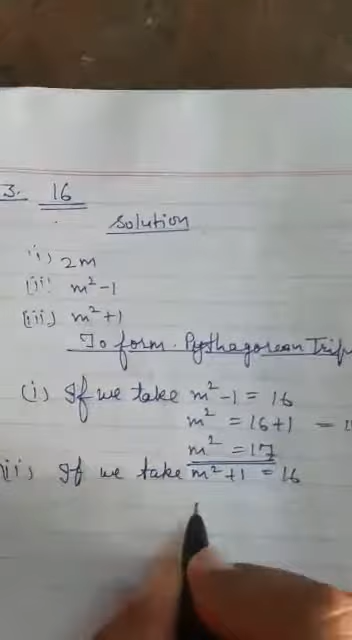 3. 16
Solution
(i) 2m
(ii) m² -1
(iii) m² +1
To form Pythagorean
(i) If we take m² -1 = 16
m² = 16+1 =
m² = 17
(ii) If we take m² +1 = 16